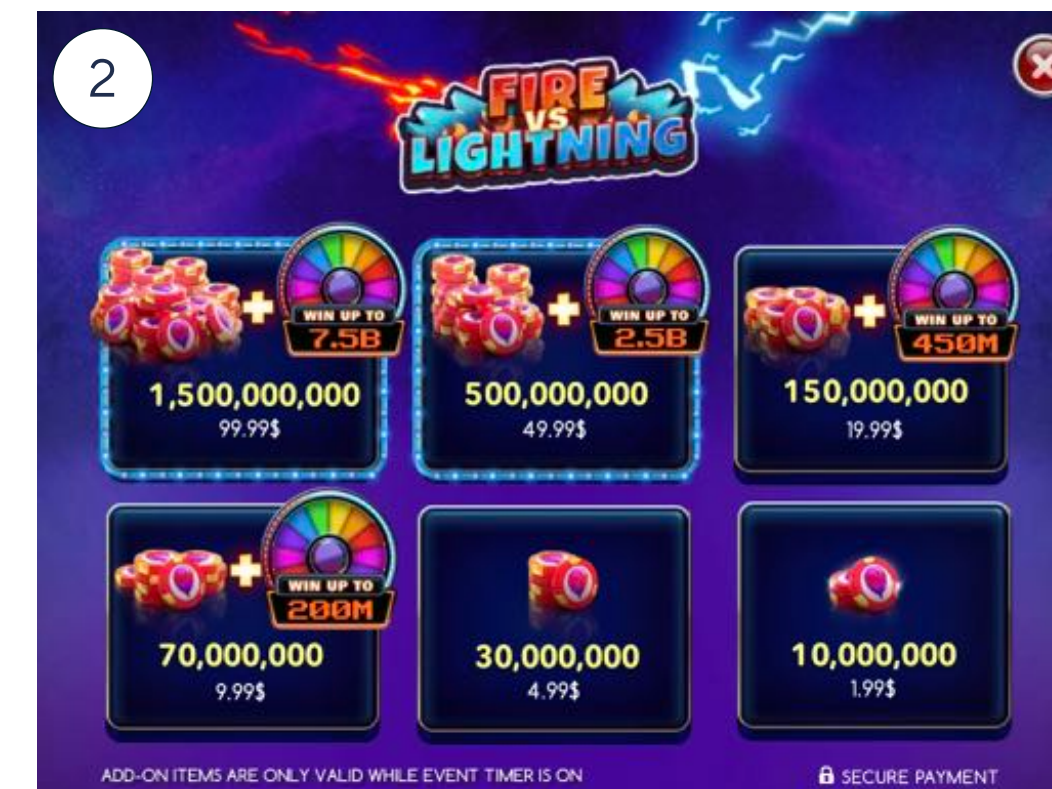 2
FIRE
VS
LIGHTNING
WIN UP TO
7.5B
1,500,000,000
99.99$
WIN UP TO
2.5B
500,000,000
49.99$
WIN UP TO
450M
150,000,000
19.99$
WIN UP TO
200M
70,000,000
9.99$
30,000,000
4.99$
10,000,000
1.99$
ADD-ON ITEMS ARE ONLY VALID WHILE EVENT TIMER IS ON
SECURE PAYMENT